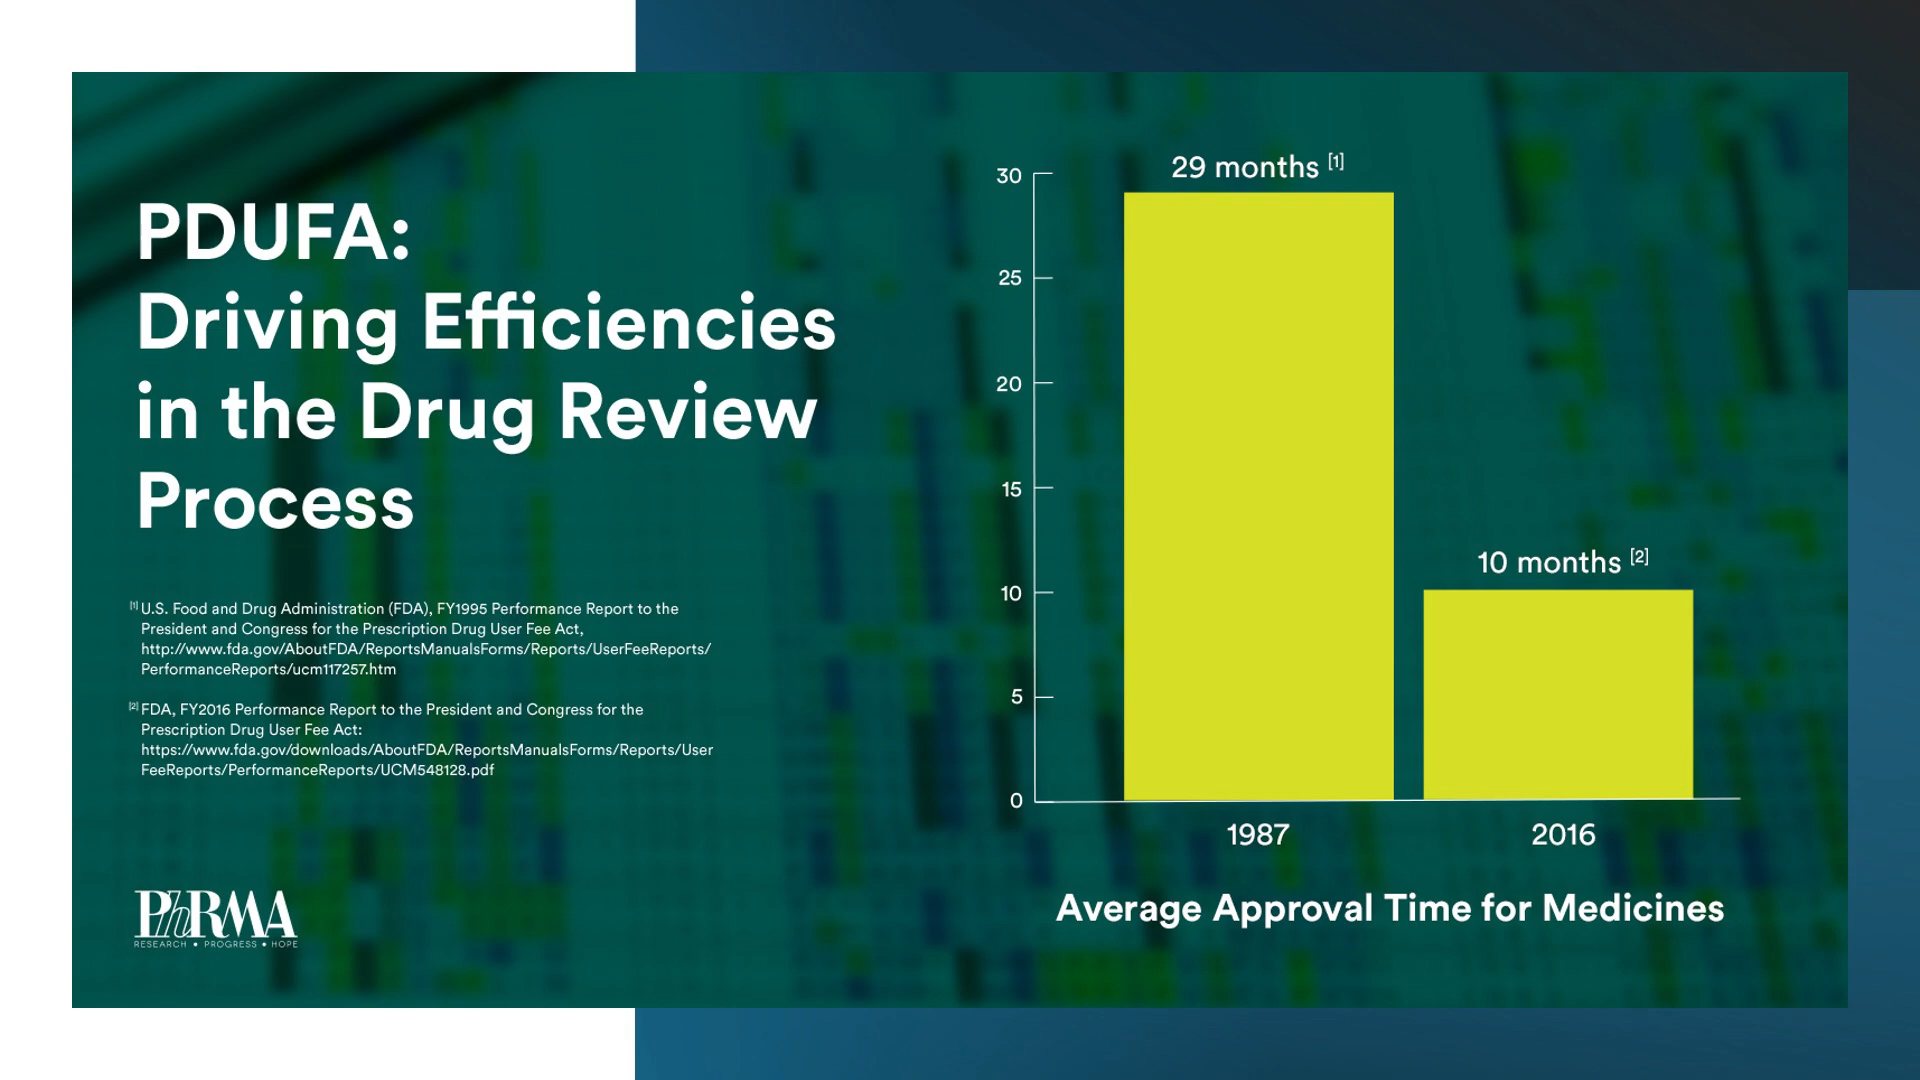 PDUFA:
Driving Efficiencies
in the Drug Review
Process
[1] U.S. Food and Drug Administration (FDA), FY1995 Performance Report to the
President and Congress for the Prescription Drug User Fee Act,
http://www.fda.gov/AboutFDA/ReportsManualsForms/Reports/UserFeeReports/
PerformanceReports/ucm117257.htm
[2] FDA, FY2016 Performance Report to the President and Congress for the
Prescription Drug User Fee Act:
https://www.fda.gov/downloads/AboutFDA/ReportsManualsForms/Reports/User
FeeReports/PerformanceReports/UCM548128.pdf
PhRMA
RESEARCH • PROGRESS • HOPE
29 months [1]
30
25
20
15
10 months [2]
10
5
0
1987 2016
Average Approval Time for Medicines